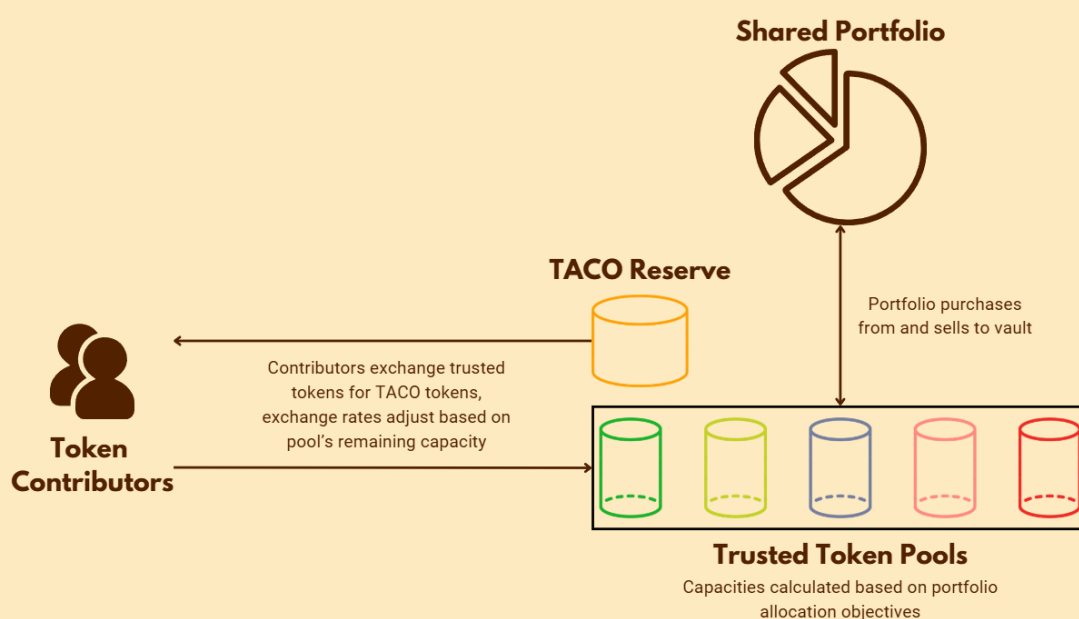 Shared Portfolio
TACO Reserve
Portfolio purchases
from and sells to vault
Contributors exchange trusted
tokens for TACO tokens,
exchange rates adjust based on
pool's remaining capacity
Token
Contributors
Trusted Token Pools
Capacities calculated based on portfolio
allocation objectives